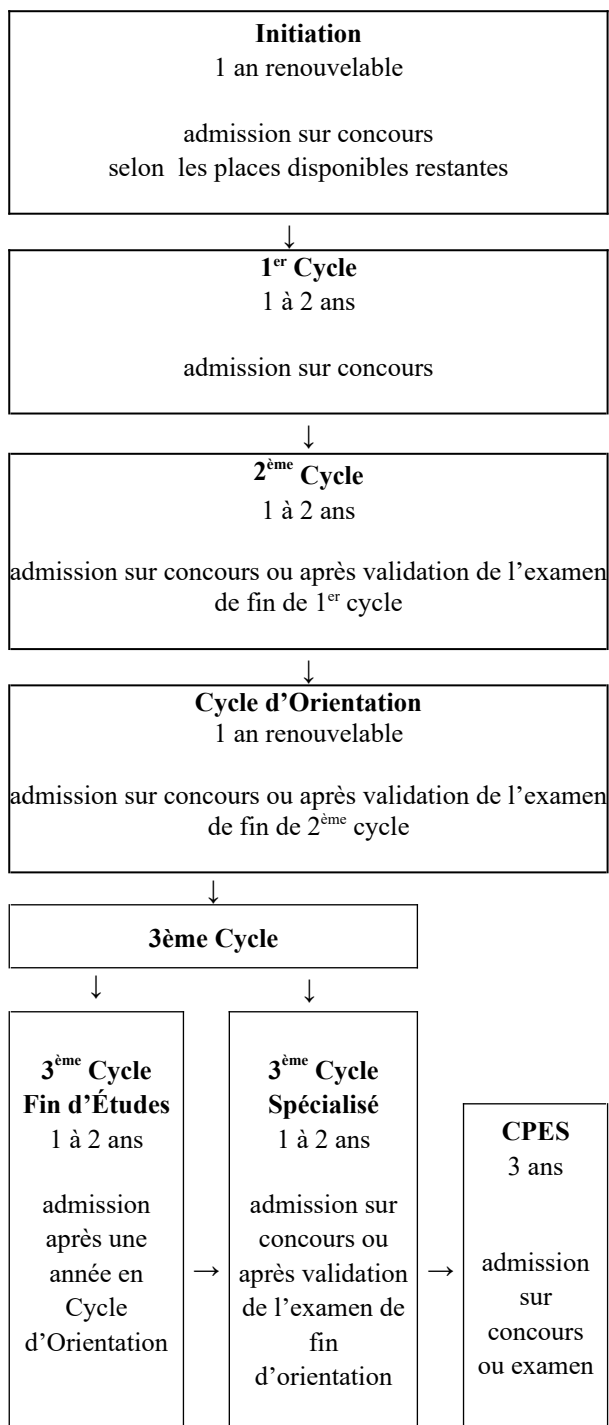 Initiation
1 an renouvelable
admission sur concours
selon les places disponibles restantes
↓
1er Cycle
1 à 2 ans
admission sur concours
↓
2ème Cycle
1 à 2 ans
admission sur concours ou après validation de l’examen
de fin de 1er cycle
↓
Cycle d’Orientation
1 an renouvelable
admission sur concours ou après validation de l’examen
de fin de 2ème cycle
↓
3ème Cycle
↓ ↓
3ème Cycle
Fin d’Études
1 à 2 ans
admission
après une
année en
Cycle
d’Orientation
→
3ème Cycle
Spécialisé
1 à 2 ans
admission sur
concours ou
après validation
de l’examen de
fin
d’orientation
→
CPES
3 ans
admission
sur
concours
ou examen